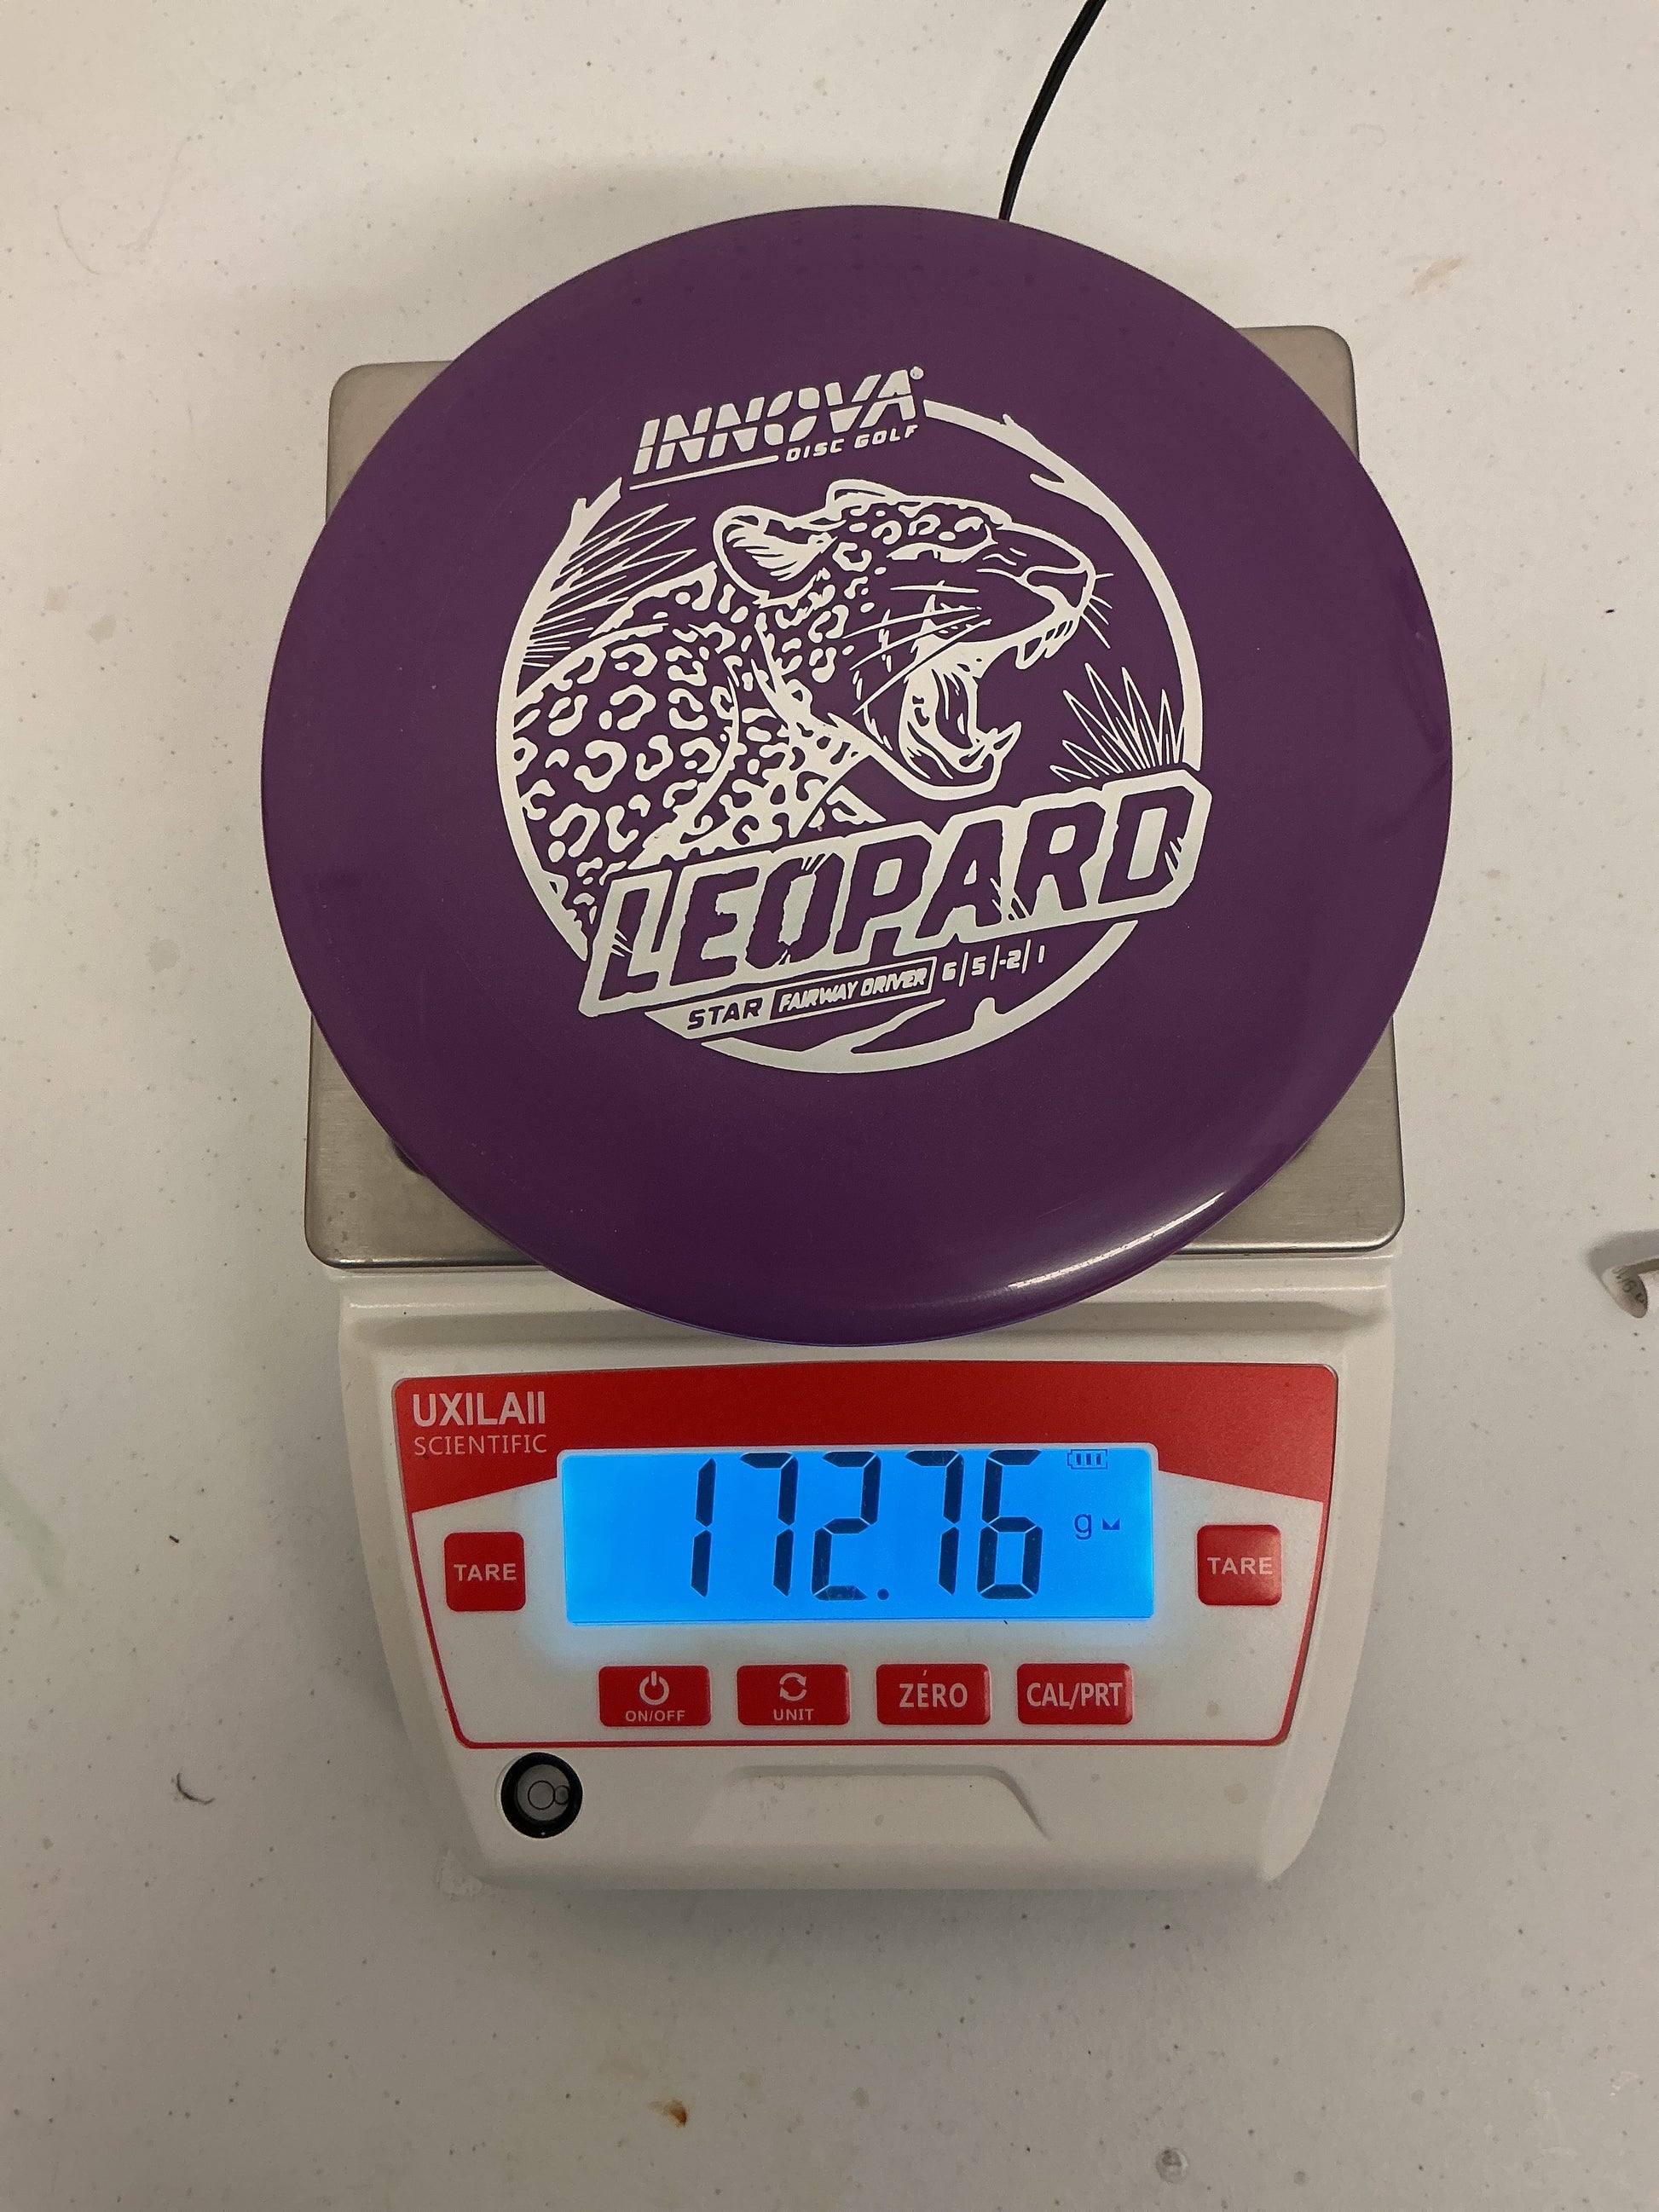 INNOVA®
DISC GOLF
LEOPARD
STAR FAIRWAY DRIVER 6|5|-2|1
UXILAII
SCIENTIFIC
172.76 g
TARE
TARE
ON/OFF
UNIT
ZÉRO
CAL/PRT